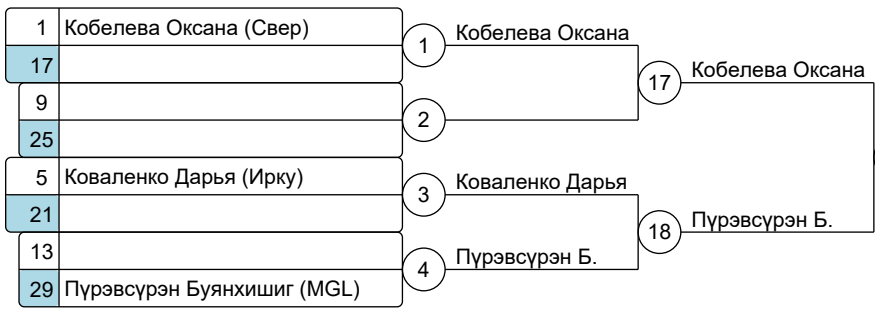 1 Кобелева Оксана (Свер)
17
1 Кобелева Оксана
9
25
2
17 Кобелева Оксана
5 Коваленко Дарья (Ирку)
21
3 Коваленко Дарья
13
29 Пүрэвсүрэн Буянхишиг (MGL)
4 Пүрэвсүрэн Б.
18 Пүрэвсүрэн Б.